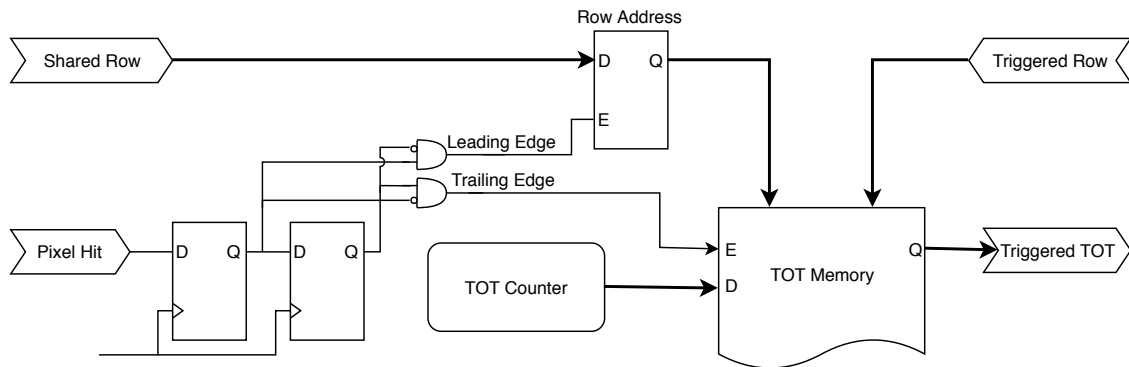 Row Address
Shared Row
D
Q
Triggered Row
E
Leading Edge
Trailing Edge
Pixel Hit
D
Q
D
Q
TOT Counter
E
D
TOT Memory
Q
Triggered TOT